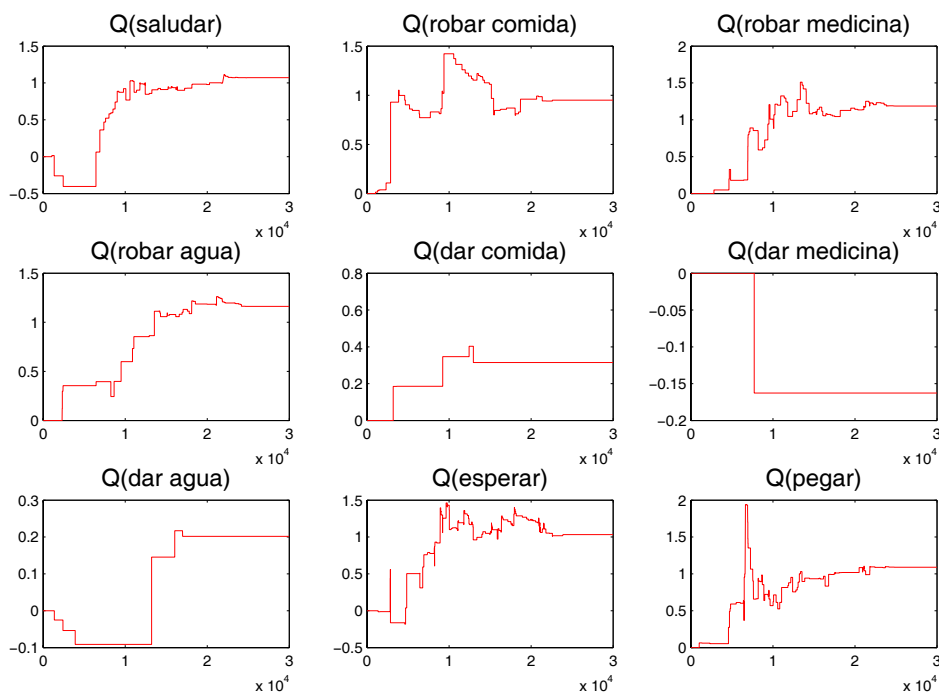 Q(saludar)
1.5
1
0.5
0
−0.5
0 1 2 3
x 10^4
Q(robar comida)
1.5
1
0.5
0
0 1 2 3
x 10^4
Q(robar medicina)
2
1.5
1
0.5
0
0 1 2 3
x 10^4
Q(robar agua)
1.5
1
0.5
0
0 1 2 3
x 10^4
Q(dar comida)
0.8
0.6
0.4
0.2
0
0 1 2 3
x 10^4
Q(dar medicina)
0
−0.05
−0.1
−0.15
−0.2
0 1 2 3
x 10^4
Q(dar agua)
0.3
0.2
0.1
0
−0.1
0 1 2 3
x 10^4
Q(esperar)
1.5
1
0.5
0
−0.5
0 1 2 3
x 10^4
Q(pegar)
2
1.5
1
0.5
0
0 1 2 3
x 10^4